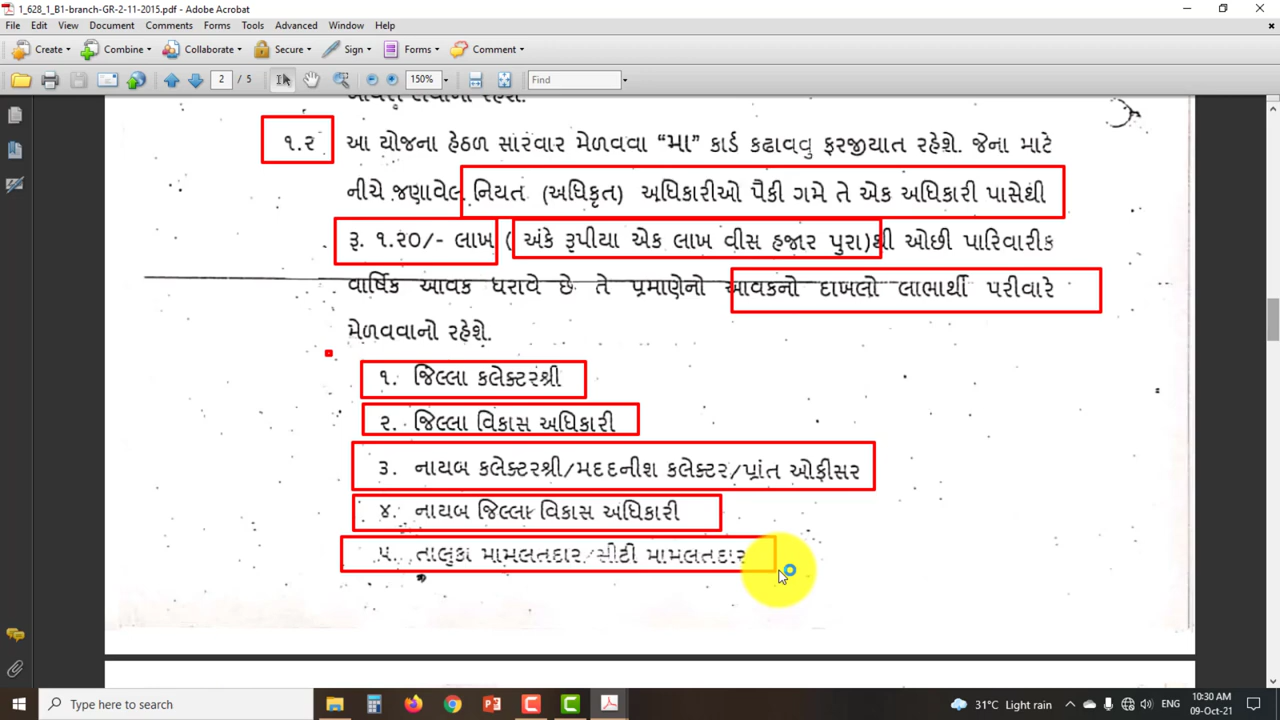 1_628_1_B1-branch-GR-2-11-2015.pdf - Adobe Acrobat
File Edit View Document Comments Forms Tools Advanced Window Help
Create Combine Collaborate Secure Sign Forms Comment
2 / 5 150% Find
૧.૨ આ યોજના હેઠળ સારવાર મેળવવા “મા” કાર્ડ કઢાવવુ ફરજીયાત રહેશે. જેના માટે
નીચે જણાવેલ નિયત (અધિકૃત) અધિકારીઓ પૈકી ગમે તે એક અધિકારી પાસેથી
રૂ. ૧.૨૦/- લાખ ( અંકે રૂપીયા એક લાખ વીસ હજાર પુરા)થી ઓછી પારિવારીક
વાર્ષિક આવક ધરાવે છે તે પ્રમાણેનો આવકનો દાખલો લાભાર્થી પરીવારે
મેળવવાનો રહેશે.
૧. જિલ્લા કલેક્ટરશ્રી
૨. જિલ્લા વિકાસ અધિકારી
૩. નાયબ કલેક્ટરશ્રી/મદદનીશ કલેક્ટર/પ્રાંત ઓફીસર
૪. નાયબ જિલ્લા વિકાસ અધિકારી
૫. તાલુકા મામલતદાર/સીટી મામલતદાર
Type here to search 31°C Light rain ENG 10:30 AM
09-Oct-21